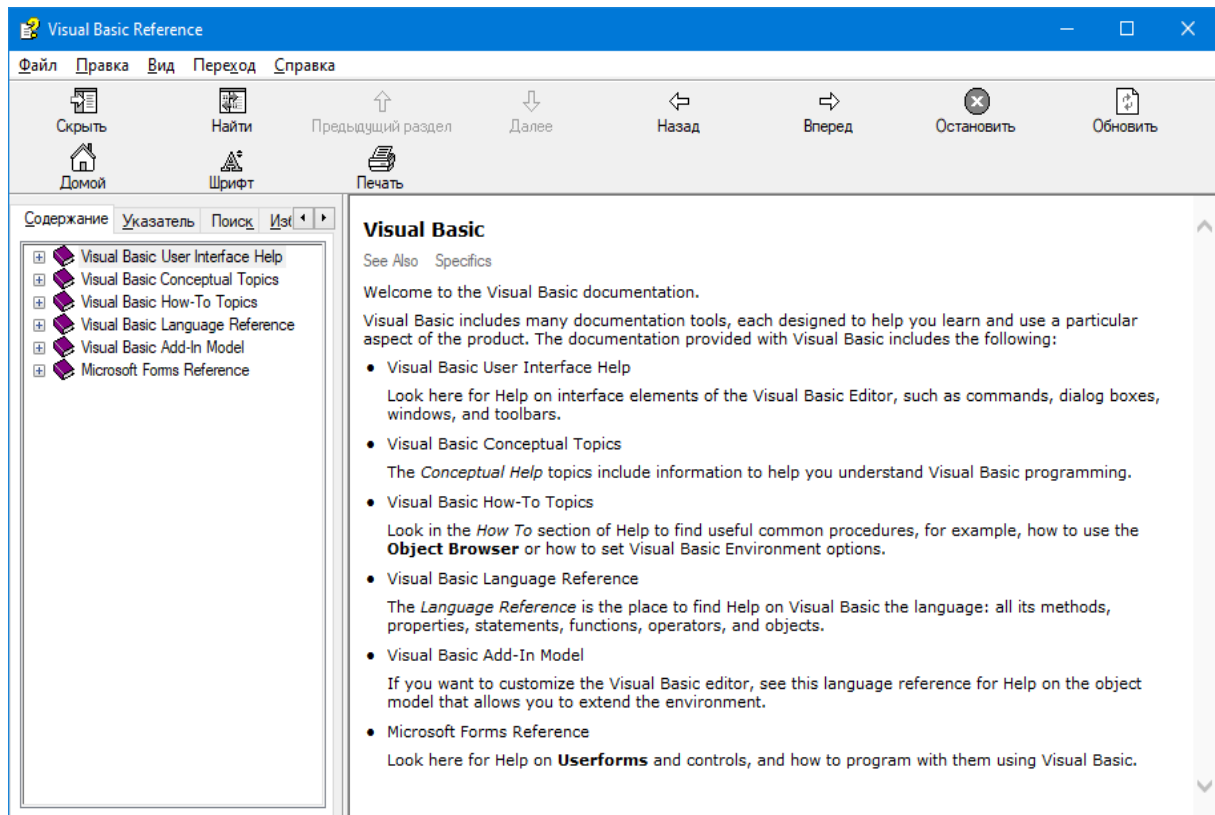 Visual Basic Reference
Файл Правка Вид Переход Справка
Скрыть Найти Предыдущий раздел Далее Назад Вперед Остановить Обновить
Домой Шрифт Печать
Содержание Указатель Поиск Изб
Visual Basic User Interface Help
Visual Basic Conceptual Topics
Visual Basic How-To Topics
Visual Basic Language Reference
Visual Basic Add-In Model
Microsoft Forms Reference
Visual Basic
See Also Specifics
Welcome to the Visual Basic documentation.
Visual Basic includes many documentation tools, each designed to help you learn and use a particular
aspect of the product. The documentation provided with Visual Basic includes the following:
• Visual Basic User Interface Help
Look here for Help on interface elements of the Visual Basic Editor, such as commands, dialog boxes,
windows, and toolbars.
• Visual Basic Conceptual Topics
The Conceptual Help topics include information to help you understand Visual Basic programming.
• Visual Basic How-To Topics
Look in the How To section of Help to find useful common procedures, for example, how to use the
Object Browser or how to set Visual Basic Environment options.
• Visual Basic Language Reference
The Language Reference is the place to find Help on Visual Basic the language: all its methods,
properties, statements, functions, operators, and objects.
• Visual Basic Add-In Model
If you want to customize the Visual Basic editor, see this language reference for Help on the object
model that allows you to extend the environment.
• Microsoft Forms Reference
Look here for Help on Userforms and controls, and how to program with them using Visual Basic.